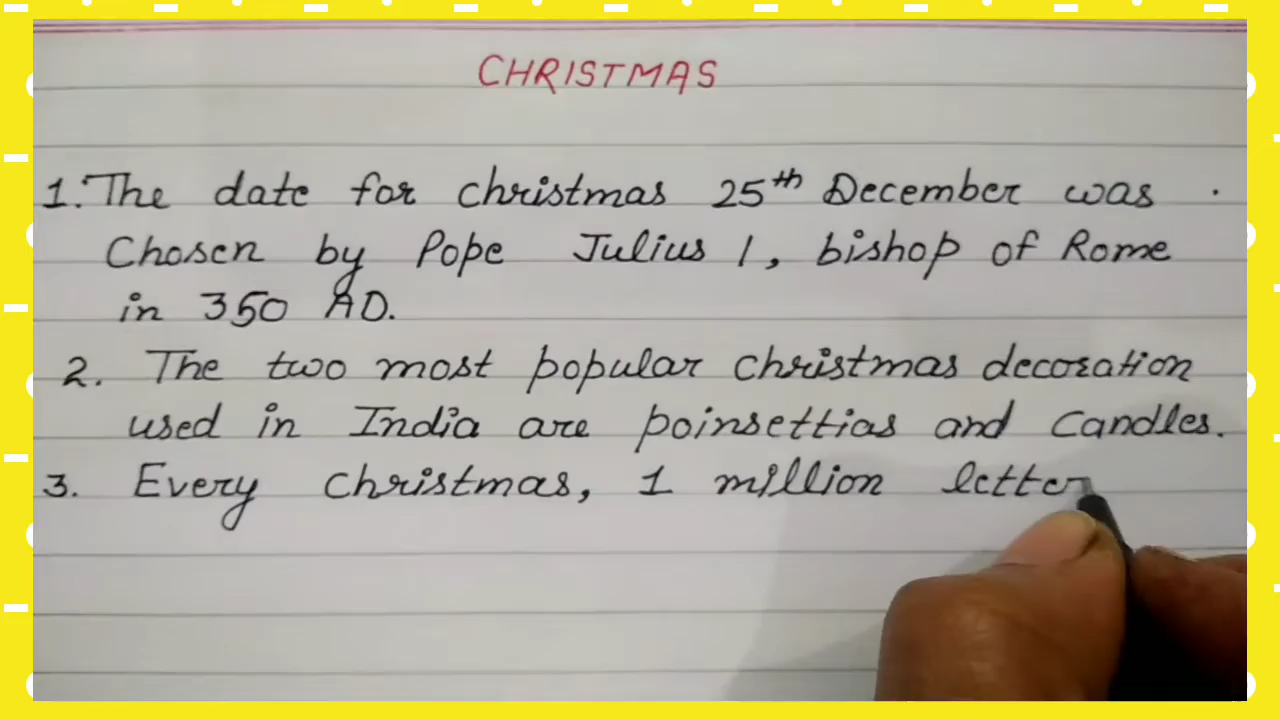 CHRISTMAS
1. The date for christmas 25th December was .
Chosen by Pope Julius 1, bishop of Rome
in 350 AD.
2. The two most popular christmas decoration
used in India are poinsettias and candles.
3. Every christmas, 1 million letter